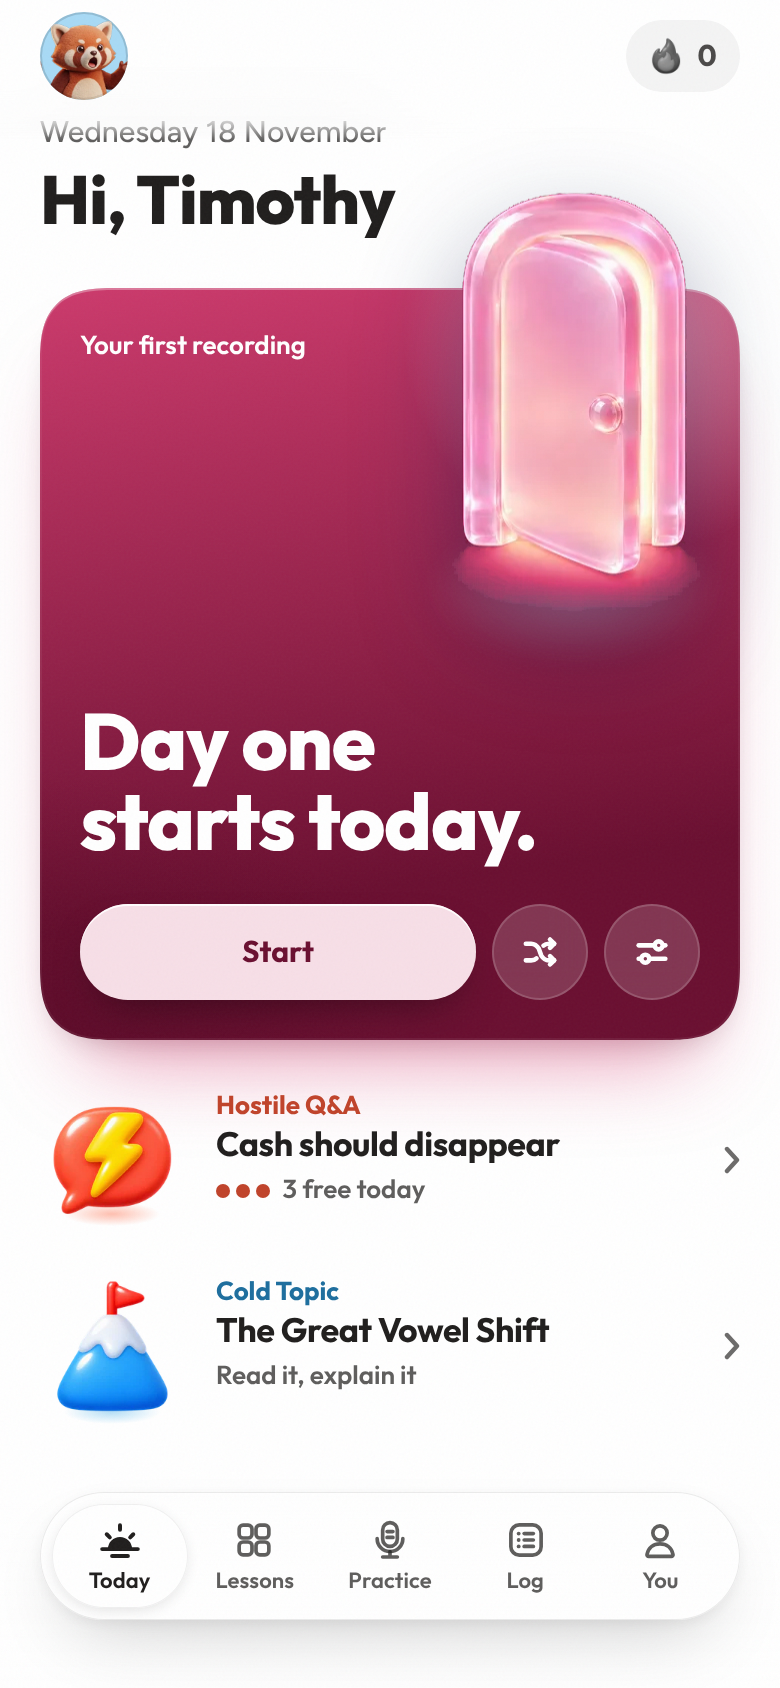 0
Wednesday 18 November
Hi, Timothy
Your first recording
Day one
starts today.
Start
Hostile Q&A
Cash should disappear
3 free today
Cold Topic
The Great Vowel Shift
Read it, explain it
Today
Lessons
Practice
Log
You